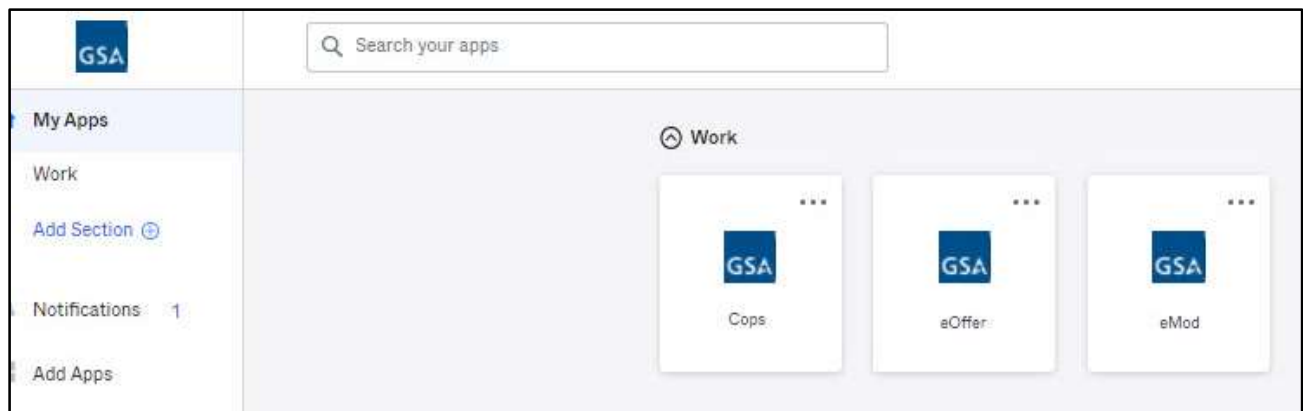 GSA
Search your apps
My Apps
Work
Add Section
Notifications 1
Add Apps
Work
GSA
Cops
GSA
eOffer
GSA
eMod